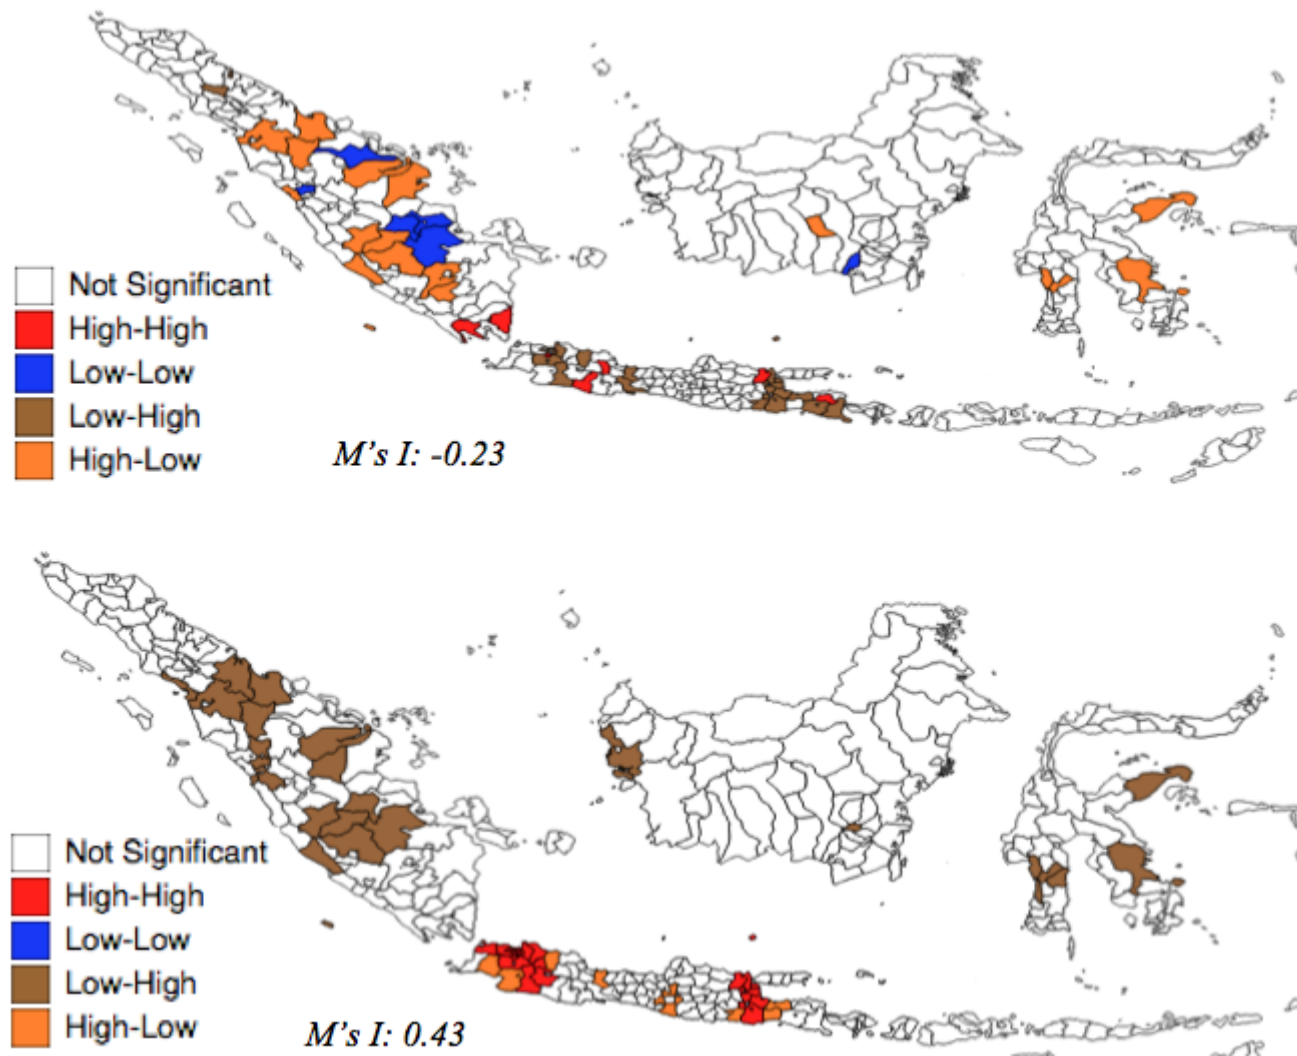 Not Significant
High-High
Low-Low
Low-High
High-Low
M's I: -0.23
Not Significant
High-High
Low-Low
Low-High
High-Low
M's I: 0.43